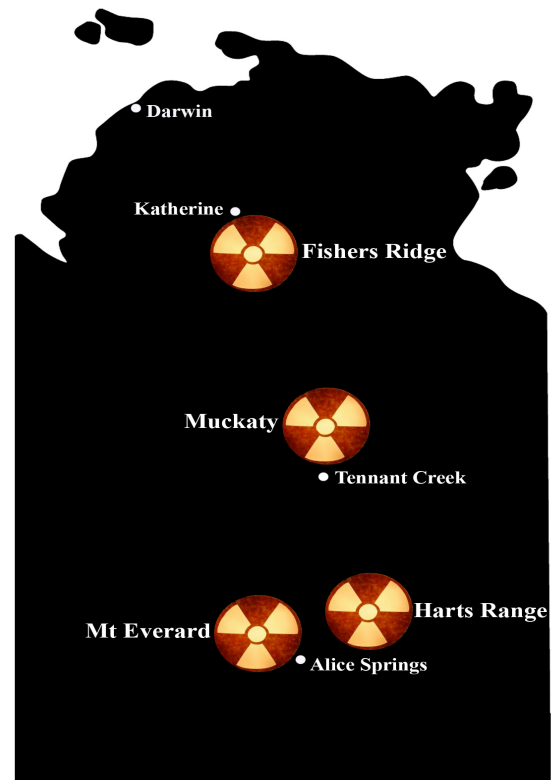 Darwin
Katherine
Fishers Ridge
Muckaty
Tennant Creek
Harts Range
Mt Everard
Alice Springs